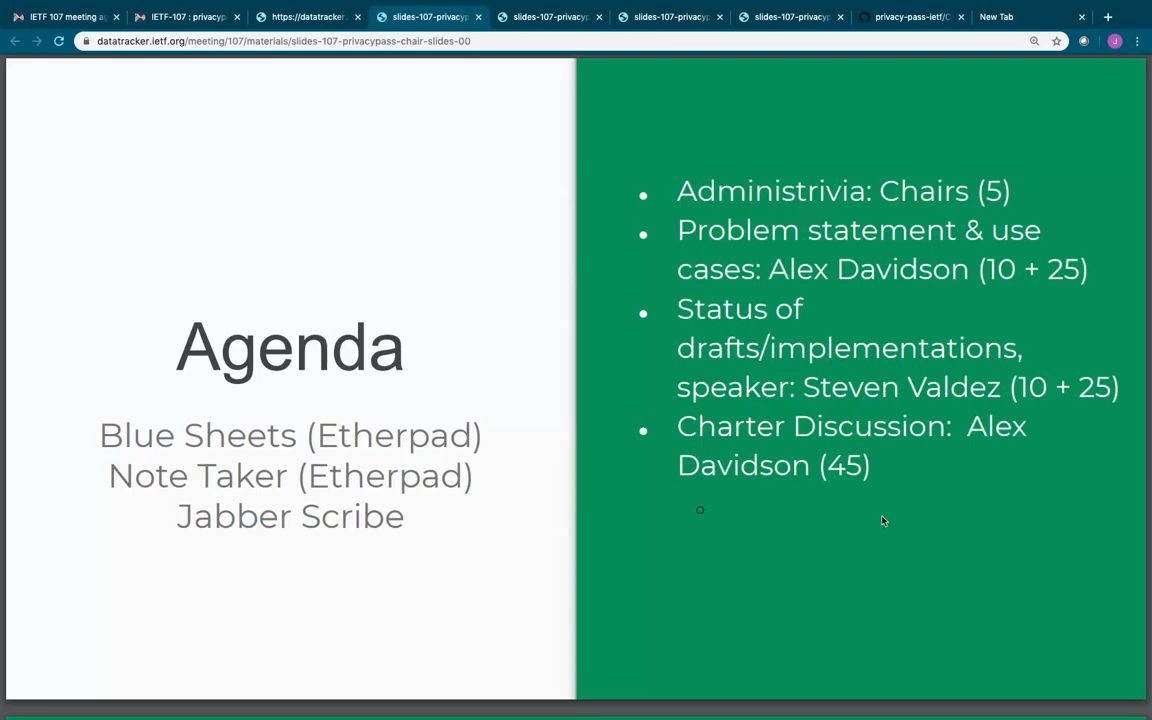 IETF 107 meeting ag
IETF-107 : privacyp
https://datatracker.
slides-107-privacyp
slides-107-privacyp
slides-107-privacyp
slides-107-privacyp
privacy-pass-ietf/C
New Tab
datatracker.ietf.org/meeting/107/materials/slides-107-privacypass-chair-slides-00
J
Agenda
Blue Sheets (Etherpad)
Note Taker (Etherpad)
Jabber Scribe
• Administrivia: Chairs (5)
• Problem statement & use
cases: Alex Davidson (10 + 25)
• Status of
drafts/implementations,
speaker: Steven Valdez (10 + 25)
• Charter Discussion: Alex
Davidson (45)